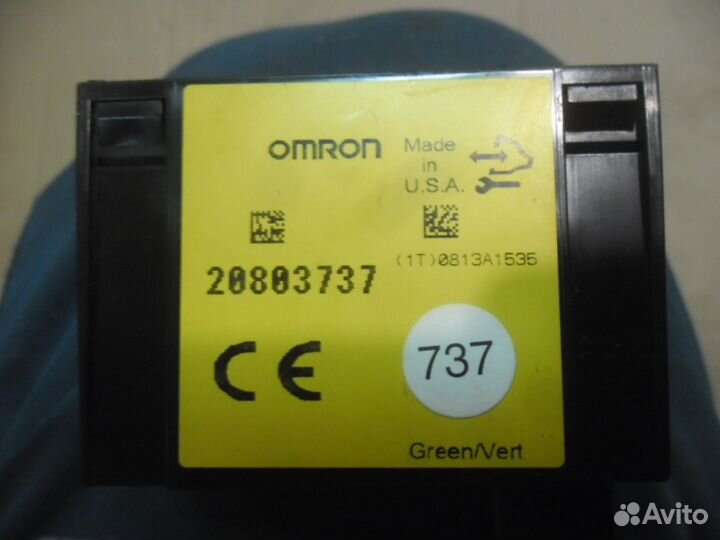 OMRON
Made
in
U.S.A.
(1T)0813A1535
20803737
CE
737
Green/Vert
Avito